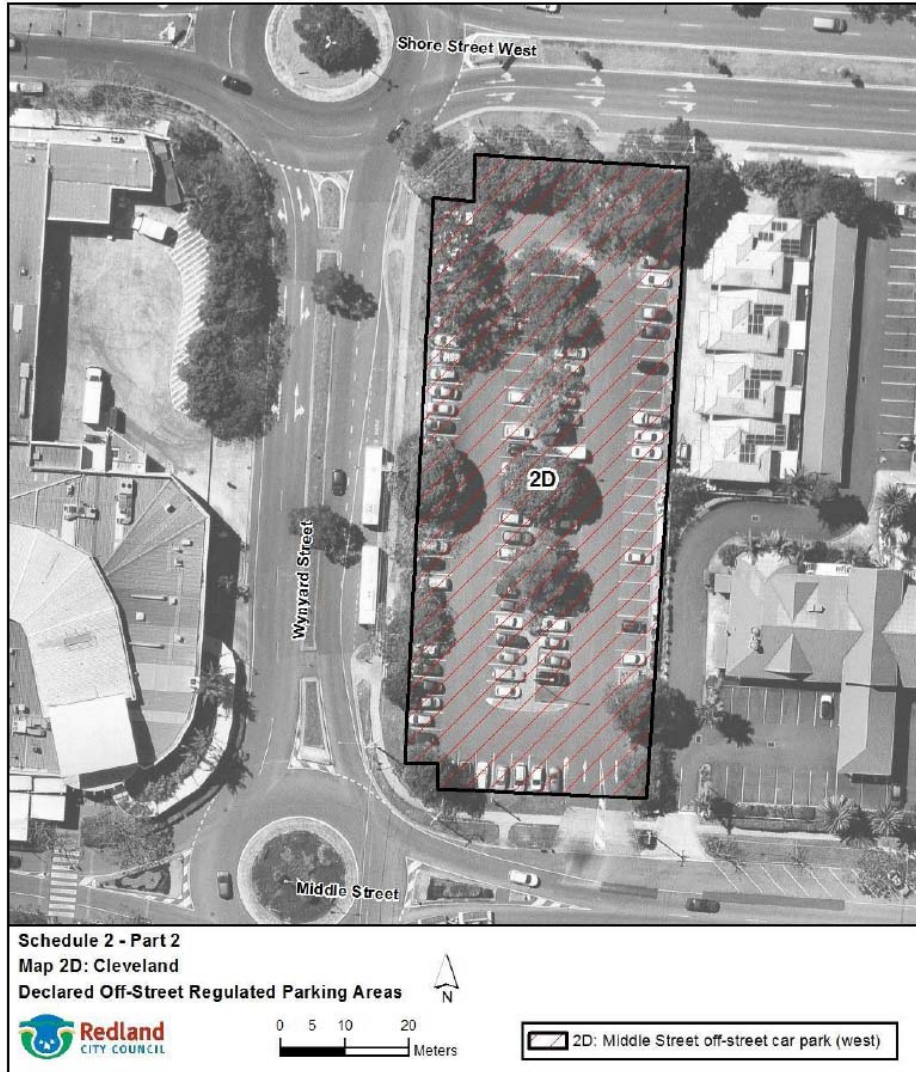 Shore Street West
2D
Wynyard Street
Middle Street
Schedule 2 - Part 2
Map 2D: Cleveland
Declared Off-Street Regulated Parking Areas
N
Redland
CITY COUNCIL
0 5 10 20
Meters
2D: Middle Street off-street car park (west)